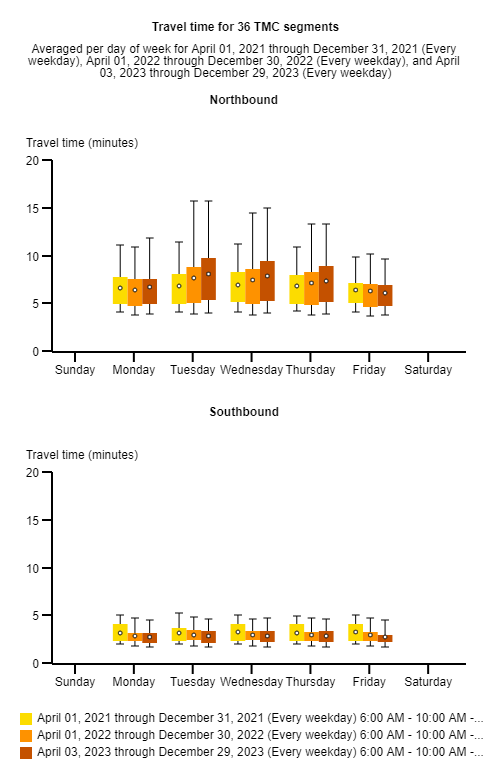 Travel time for 36 TMC segments
Averaged per day of week for April 01, 2021 through December 31, 2021 (Every
weekday), April 01, 2022 through December 30, 2022 (Every weekday), and April
03, 2023 through December 29, 2023 (Every weekday)
Northbound
Travel time (minutes)
20
15
10
5
0
Sunday Monday Tuesday Wednesday Thursday Friday Saturday
Southbound
Travel time (minutes)
20
15
10
5
0
Sunday Monday Tuesday Wednesday Thursday Friday Saturday
April 01, 2021 through December 31, 2021 (Every weekday) 6:00 AM - 10:00 AM -...
April 01, 2022 through December 30, 2022 (Every weekday) 6:00 AM - 10:00 AM -...
April 03, 2023 through December 29, 2023 (Every weekday) 6:00 AM - 10:00 AM -...